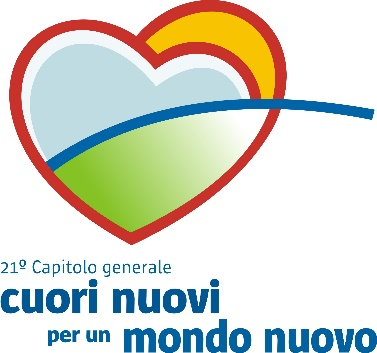 21º Capitolo generale
cuori nuovi
per un mondo nuovo